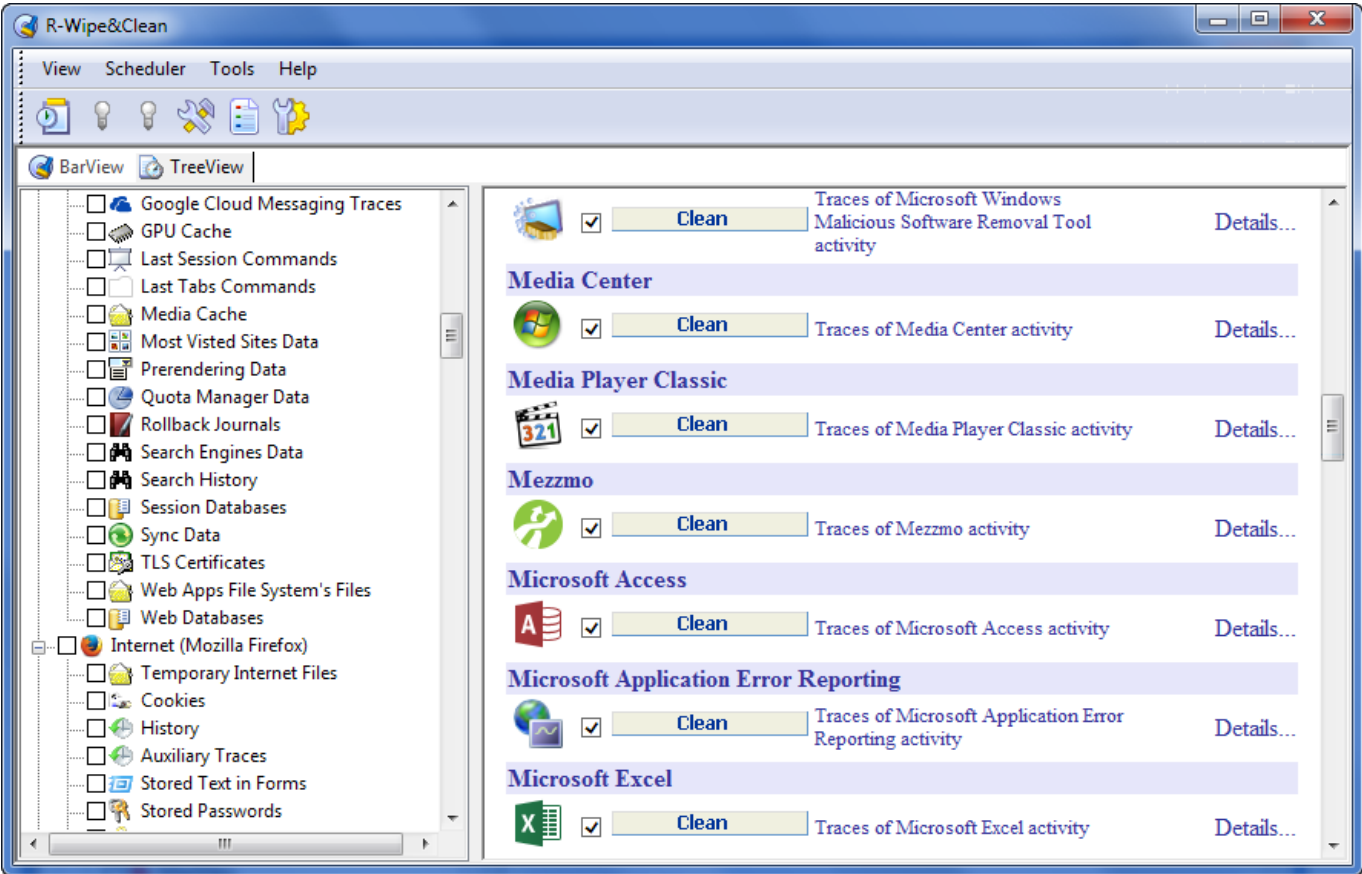 R-Wipe&Clean
View Scheduler Tools Help
BarView TreeView
Google Cloud Messaging Traces
GPU Cache
Last Session Commands
Last Tabs Commands
Media Cache
Most Visted Sites Data
Prerendering Data
Quota Manager Data
Rollback Journals
Search Engines Data
Search History
Session Databases
Sync Data
TLS Certificates
Web Apps File System's Files
Web Databases
Internet (Mozilla Firefox)
Temporary Internet Files
Cookies
History
Auxiliary Traces
Stored Text in Forms
Stored Passwords
Clean
Traces of Microsoft Windows
Malicious Software Removal Tool
activity
Details...
Media Center
Clean Traces of Media Center activity Details...
Media Player Classic
321
Clean Traces of Media Player Classic activity Details...
Mezzmo
Clean Traces of Mezzmo activity Details...
Microsoft Access
A
Clean Traces of Microsoft Access activity Details...
Microsoft Application Error Reporting
Clean
Traces of Microsoft Application Error
Reporting activity
Details...
Microsoft Excel
X
Clean Traces of Microsoft Excel activity Details...